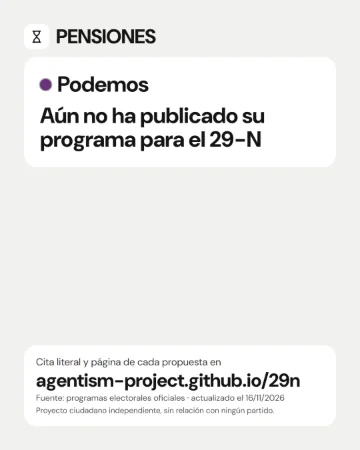 PENSIONES
Podemos
Aún no ha publicado su
programa para el 29-N
Cita literal y página de cada propuesta en
agentism-project.github.io/29n
Fuente: programas electorales oficiales · actualizado el 16/11/2026
Proyecto ciudadano independiente, sin relación con ningún partido.